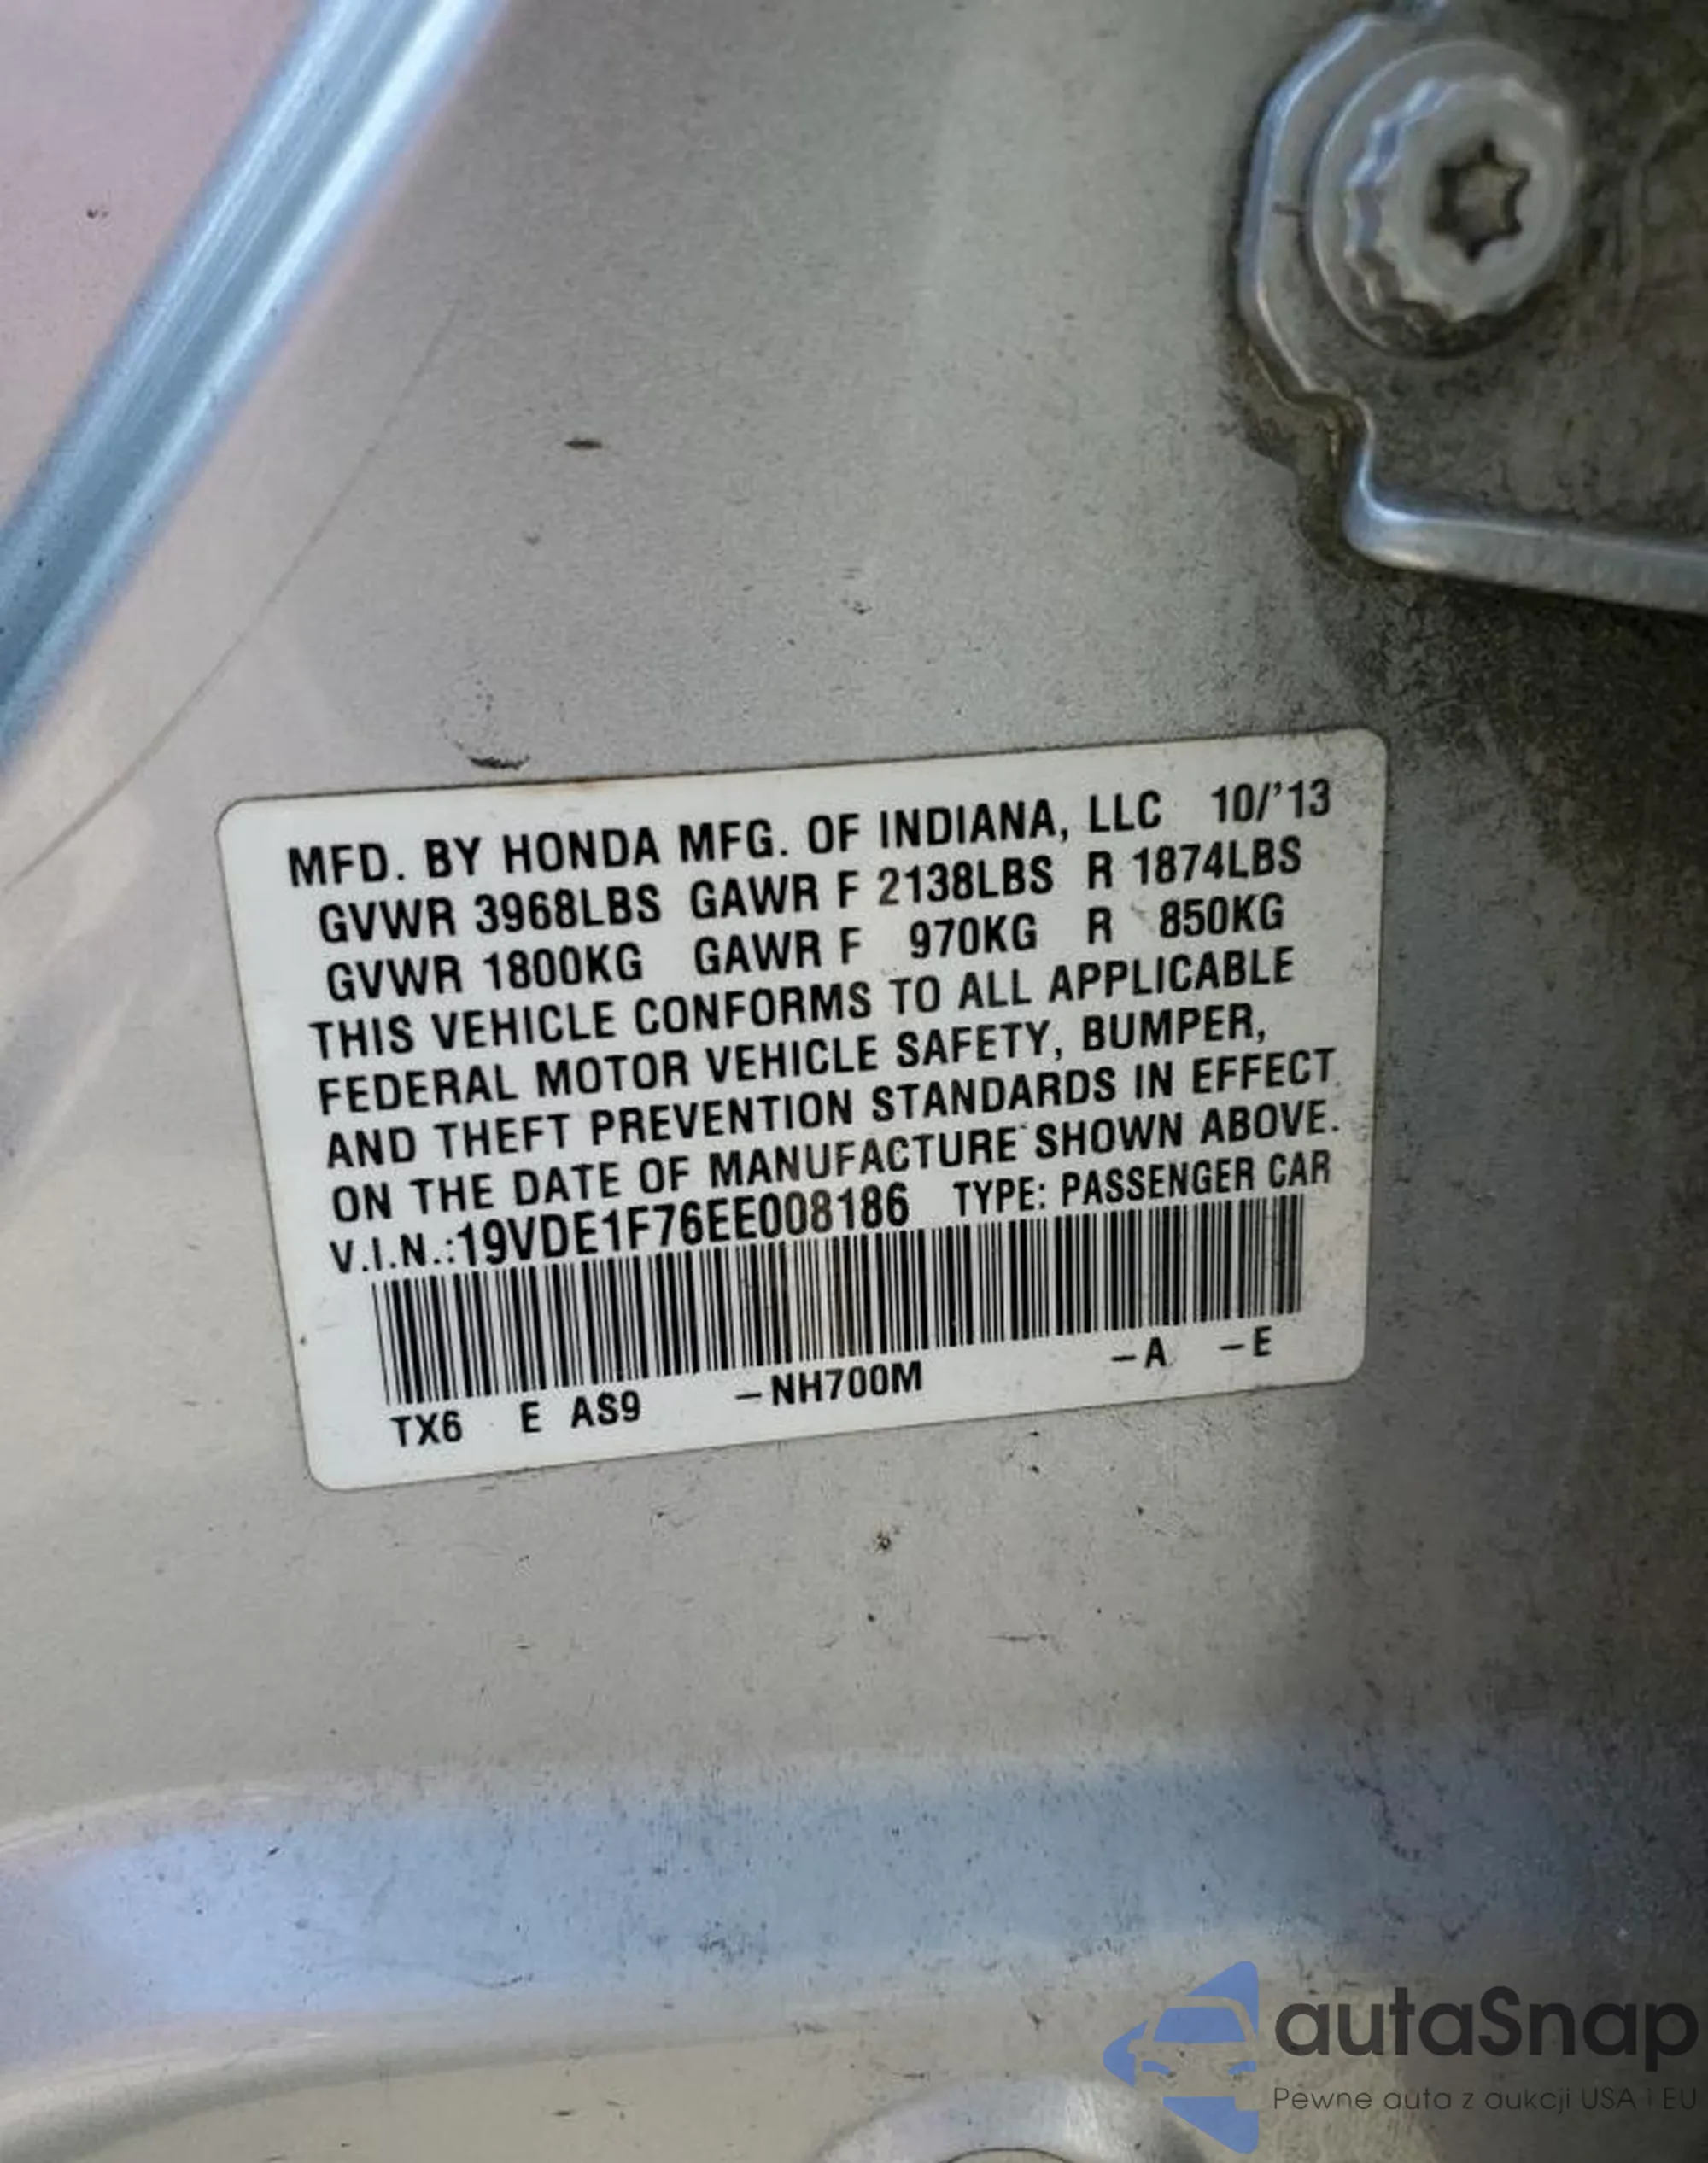 MFD. BY HONDA MFG. OF INDIANA, LLC 10/'13
GVWR 3968LBS GAWR F 2138LBS R 1874LBS
GVWR 1800KG GAWR F 970KG R 850KG
THIS VEHICLE CONFORMS TO ALL APPLICABLE
FEDERAL MOTOR VEHICLE SAFETY, BUMPER,
AND THEFT PREVENTION STANDARDS IN EFFECT
ON THE DATE OF MANUFACTURE SHOWN ABOVE.
V.I.N.:19VDE1F76EE008186 TYPE: PASSENGER CAR
TX6 E AS9 -NH700M -A -E
autaSnap
Pewne auta z aukcji USA i EU